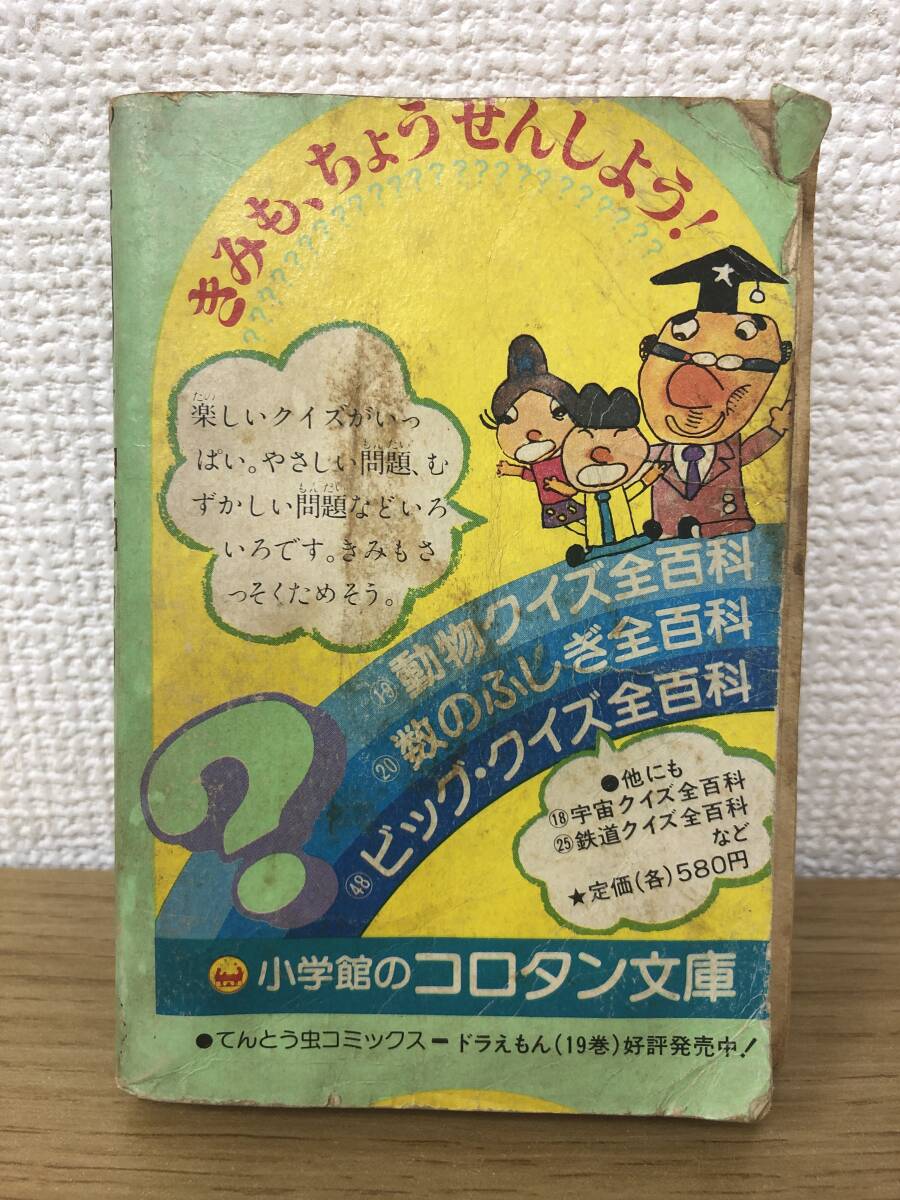 きみも、ちょうせんしよう!
????????????????????????
楽しいクイズがいっ
ぱい。やさしい問題、む
ずかしい問題などいろ
いろです。きみもさ
っそくためそう。
⑲動物クイズ全百科
⑳数のふしぎ全百科
㊽ビッグ・クイズ全百科
?
●他にも
⑱宇宙クイズ全百科
㉕鉄道クイズ全百科
など
★定価(各)580円
小学館のコロタン文庫
●てんとう虫コミックスードラえもん(19巻)好評発売中!